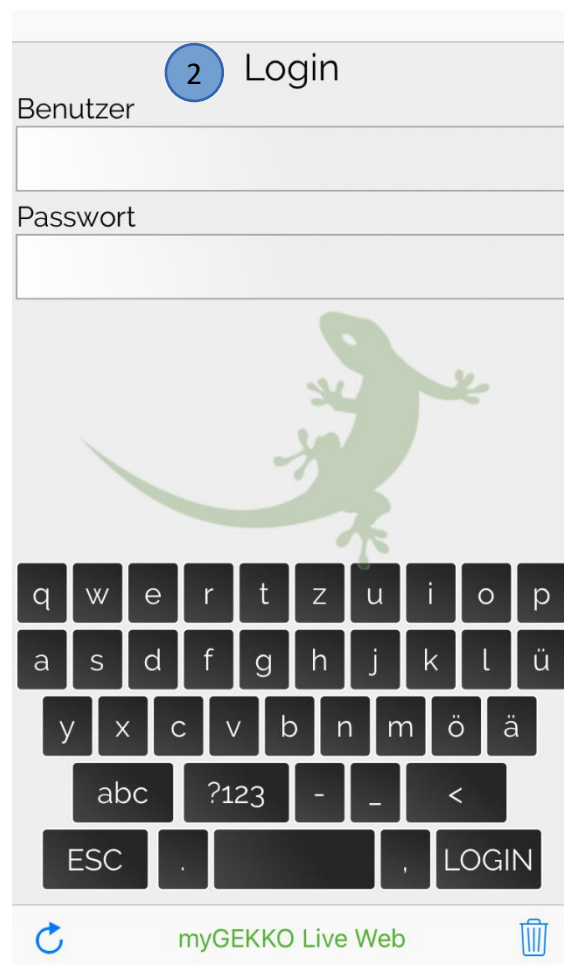 2 Login
Benutzer
Passwort
q w e r t z u i o p
a s d f g h j k l ü
y x c v b n m ö ä
abc ?123 - _ <
ESC . , LOGIN
myGEKKO Live Web